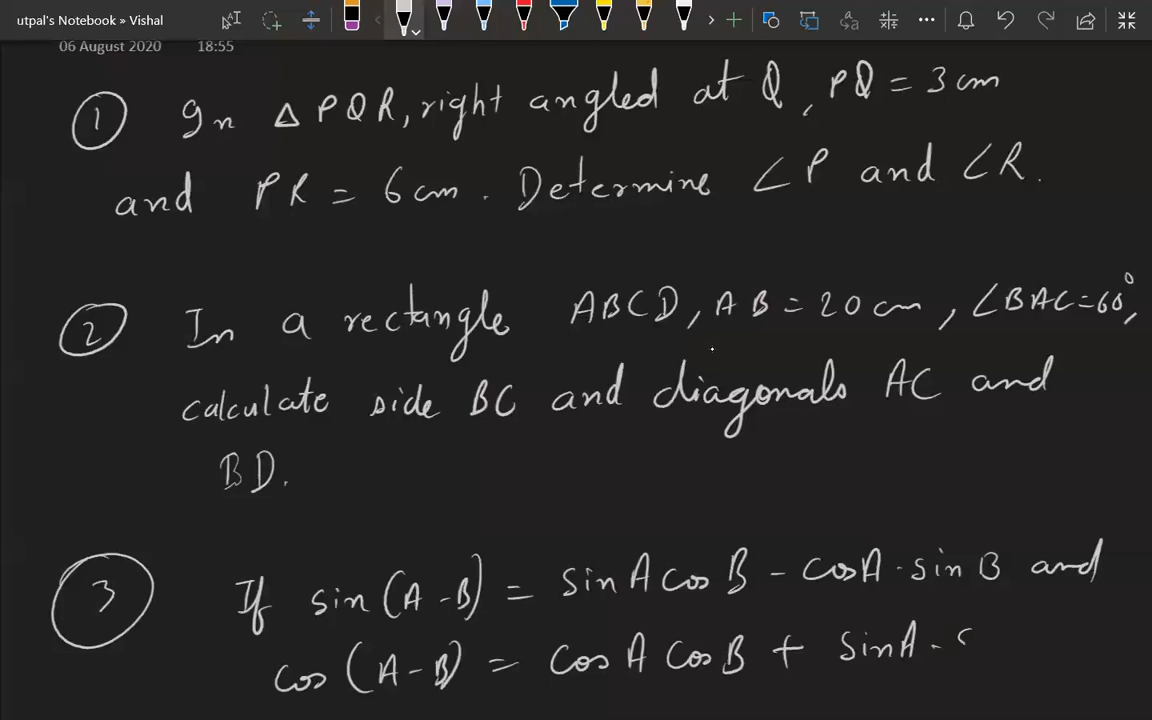 utpal's Notebook » Vishal
06 August 2020 18:55
① In Δ PQR, right angled at Q, PQ = 3 cm
and PR = 6 cm. Determine ∠P and ∠R.
② In a rectangle ABCD, AB = 20 cm, ∠BAC = 60°,
calculate side BC and diagonals AC and
BD.
③ If sin(A-B) = sinA cosB - cosA·sinB and
cos(A-B) = cosA cosB + sinA·